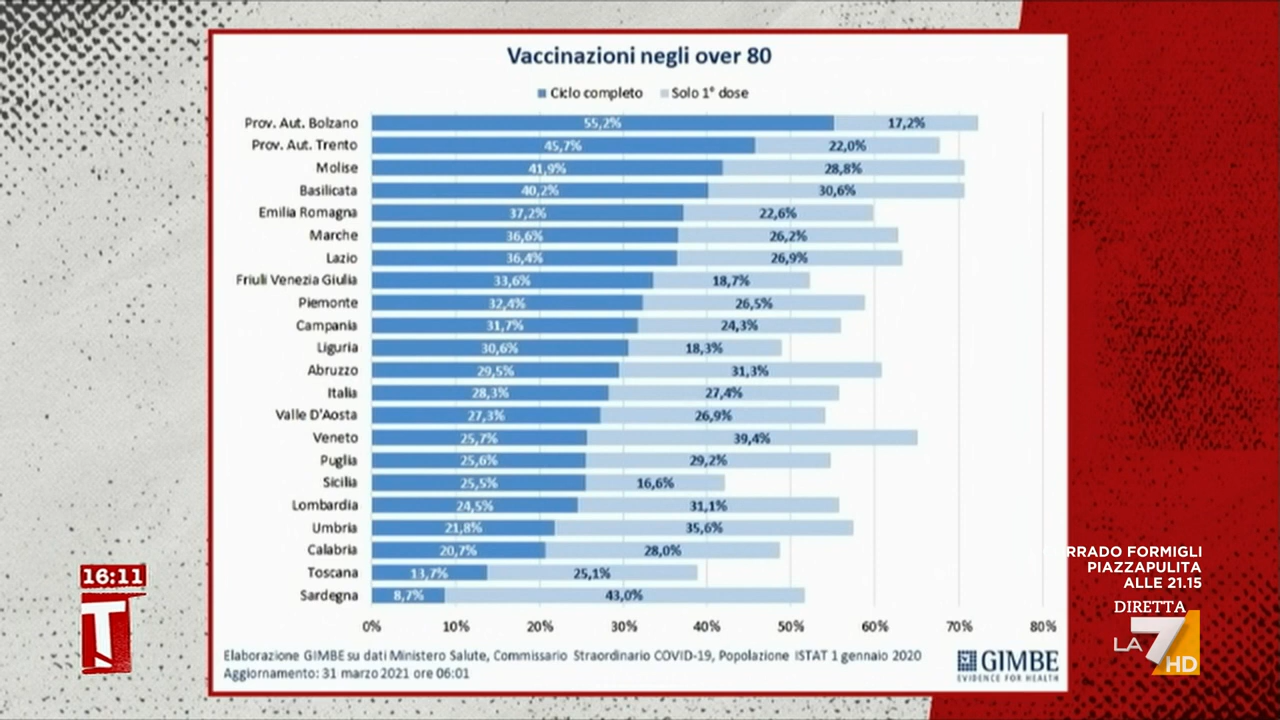 Vaccinazioni negli over 80
Ciclo completo Solo 1° dose
Prov. Aut. Bolzano 55,2% 17,2%
Prov. Aut. Trento 45,7% 22,0%
Molise 41,9% 28,8%
Basilicata 40,2% 30,6%
Emilia Romagna 37,2% 22,6%
Marche 36,6% 26,2%
Lazio 36,4% 26,9%
Friuli Venezia Giulia 33,6% 18,7%
Piemonte 32,4% 26,5%
Campania 31,7% 24,3%
Liguria 30,6% 18,3%
Abruzzo 29,5% 31,3%
Italia 28,3% 27,4%
Valle D'Aosta 27,3% 26,9%
Veneto 25,7% 39,4%
Puglia 25,6% 29,2%
Sicilia 25,5% 16,6%
Lombardia 24,5% 31,1%
Umbria 21,8% 35,6%
Calabria 20,7% 28,0%
Toscana 13,7% 25,1%
Sardegna 8,7% 43,0%
0% 10% 20% 30% 40% 50% 60% 70% 80%
Elaborazione GIMBE su dati Ministero Salute, Commissario Straordinario COVID-19, Popolazione ISTAT 1 gennaio 2020
Aggiornamento: 31 marzo 2021 ore 06:01
GIMBE
EVIDENCE FOR HEALTH
16:11
T
RRADO FORMIGLI
PIAZZAPULITA
ALLE 21.15
DIRETTA
LA 7 HD